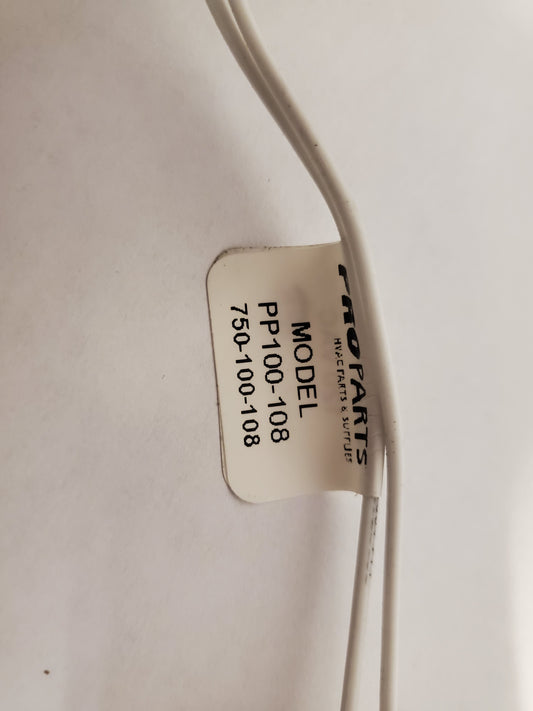 PROPARTS
HVAC PARTS & SUPPLIES
MODEL
PP100-108
750-100-108